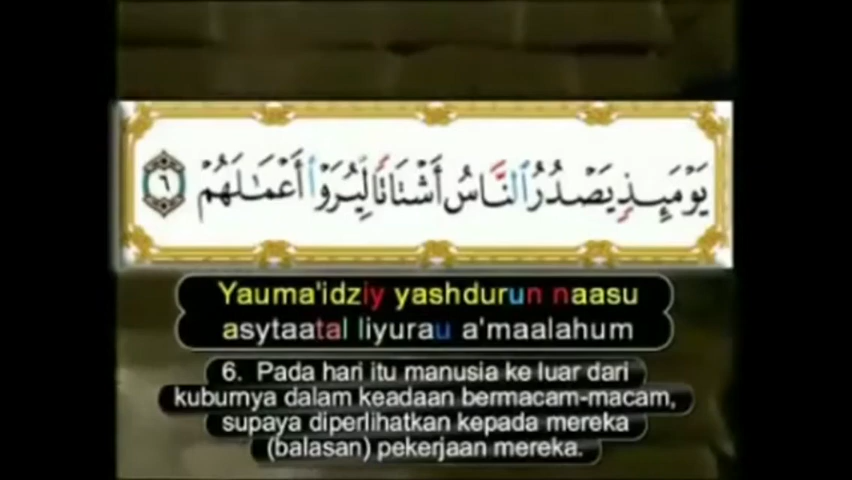 يَوْمَئِذٍ يَصْدُرُ ٱلنَّاسُ أَشْتَاتًا لِّيُرَوْا۟ أَعْمَـٰلَهُمْ ٦
Yauma'idziy yashdurun naasu
asytaatal liyurau a'maalahum
6. Pada hari itu manusia ke luar dari
kuburnya dalam keadaan bermacam-macam,
supaya diperlihatkan kepada mereka
(balasan) pekerjaan mereka.